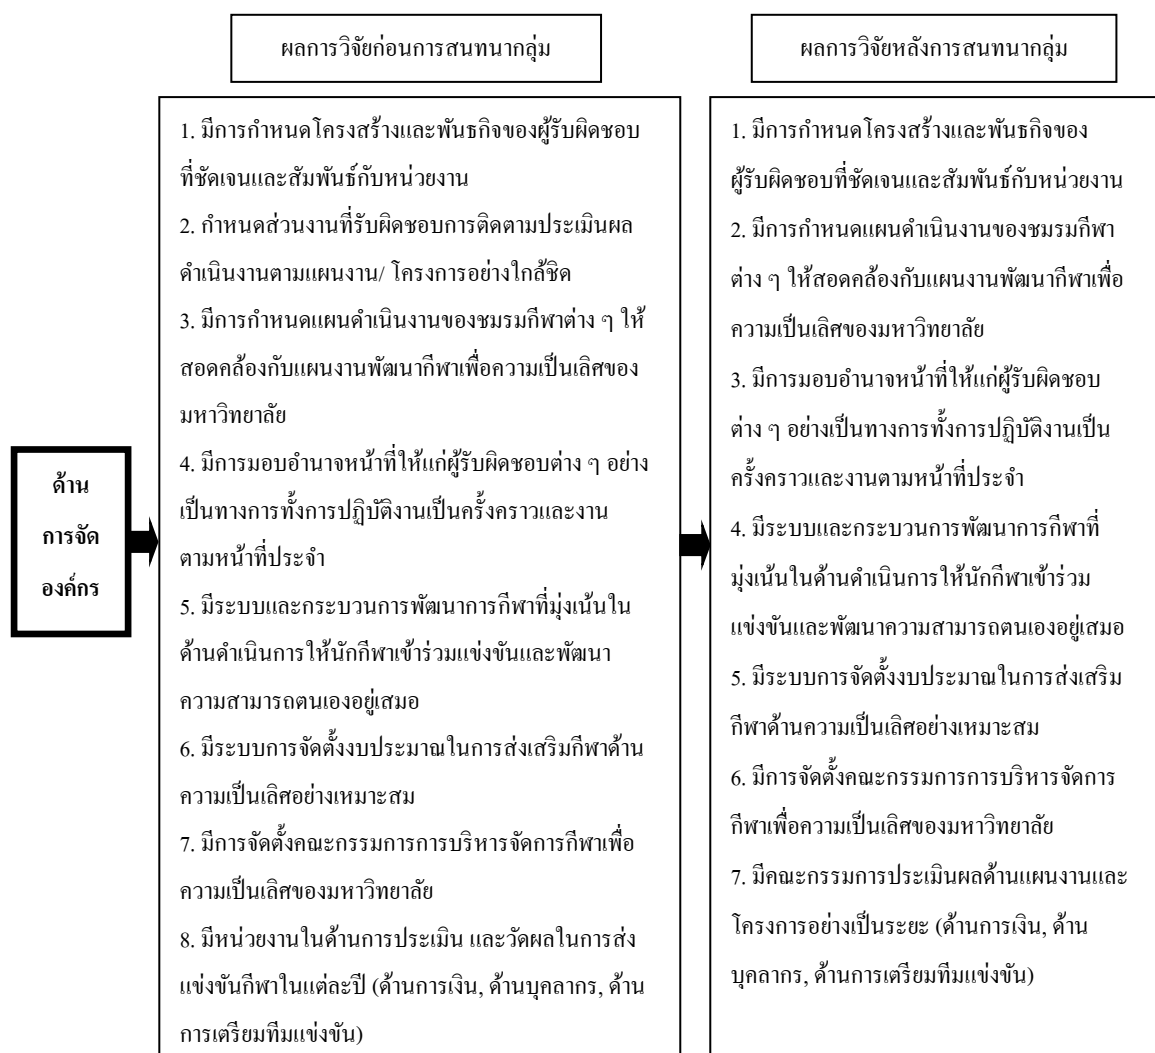 ผลการวิจัยก่อนการสนทนากลุ่ม
ผลการวิจัยหลังการสนทนากลุ่ม
ด้าน
การจัด
องค์กร
1. มีการกำหนดโครงสร้างและพันธกิจของผู้รับผิดชอบ
ที่ชัดเจนและสัมพันธ์กับหน่วยงาน
2. กำหนดส่วนงานที่รับผิดชอบการติดตามประเมินผล
ดำเนินงานตามแผนงาน/ โครงการอย่างใกล้ชิด
3. มีการกำหนดแผนดำเนินงานของชมรมกีฬาต่าง ๆ ให้
สอดคล้องกับแผนงานพัฒนากีฬาเพื่อความเป็นเลิศของ
มหาวิทยาลัย
4. มีการมอบอำนาจหน้าที่ให้แก่ผู้รับผิดชอบต่าง ๆ อย่าง
เป็นทางการทั้งการปฏิบัติงานเป็นครั้งคราวและงาน
ตามหน้าที่ประจำ
5. มีระบบและกระบวนการพัฒนาการกีฬาที่มุ่งเน้นใน
ด้านดำเนินการให้นักกีฬาเข้าร่วมแข่งขันและพัฒนา
ความสามารถตนเองอยู่เสมอ
6. มีระบบการจัดตั้งงบประมาณในการส่งเสริมกีฬาด้าน
ความเป็นเลิศอย่างเหมาะสม
7. มีการจัดตั้งคณะกรรมการการบริหารจัดการกีฬาเพื่อ
ความเป็นเลิศของมหาวิทยาลัย
8. มีหน่วยงานในด้านการประเมิน และวัดผลในการส่ง
แข่งขันกีฬาในแต่ละปี (ด้านการเงิน, ด้านบุคลากร, ด้าน
การเตรียมทีมแข่งขัน)
1. มีการกำหนดโครงสร้างและพันธกิจของ
ผู้รับผิดชอบที่ชัดเจนและสัมพันธ์กับหน่วยงาน
2. มีการกำหนดแผนดำเนินงานของชมรมกีฬา
ต่าง ๆ ให้สอดคล้องกับแผนงานพัฒนากีฬาเพื่อ
ความเป็นเลิศของมหาวิทยาลัย
3. มีการมอบอำนาจหน้าที่ให้แก่ผู้รับผิดชอบ
ต่าง ๆ อย่างเป็นทางการทั้งการปฏิบัติงานเป็น
ครั้งคราวและงานตามหน้าที่ประจำ
4. มีระบบและกระบวนการพัฒนาการกีฬาที่
มุ่งเน้นในด้านดำเนินการให้นักกีฬาเข้าร่วม
แข่งขันและพัฒนาความสามารถตนเองอยู่เสมอ
5. มีระบบการจัดตั้งงบประมาณในการส่งเสริม
กีฬาด้านความเป็นเลิศอย่างเหมาะสม
6. มีการจัดตั้งคณะกรรมการการบริหารจัดการ
กีฬาเพื่อความเป็นเลิศของมหาวิทยาลัย
7. มีคณะกรรมการประเมินผลด้านแผนงานและ
โครงการอย่างเป็นระยะ (ด้านการเงิน, ด้าน
บุคลากร, ด้านการเตรียมทีมแข่งขัน)